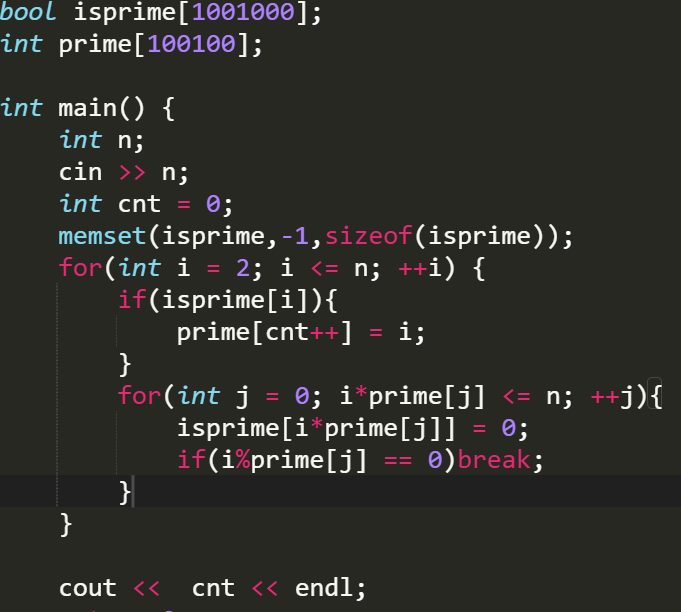 bool isprime[1001000];
int prime[100100];
int main() {
int n;
cin >> n;
int cnt = 0;
memset(isprime,-1,sizeof(isprime));
for(int i = 2; i <= n; ++i) {
if(isprime[i]){
prime[cnt++] = i;
}
for(int j = 0; i*prime[j] <= n; ++j){
isprime[i*prime[j]] = 0;
if(i%prime[j] == 0)break;
}
}
cout <<  cnt << endl;